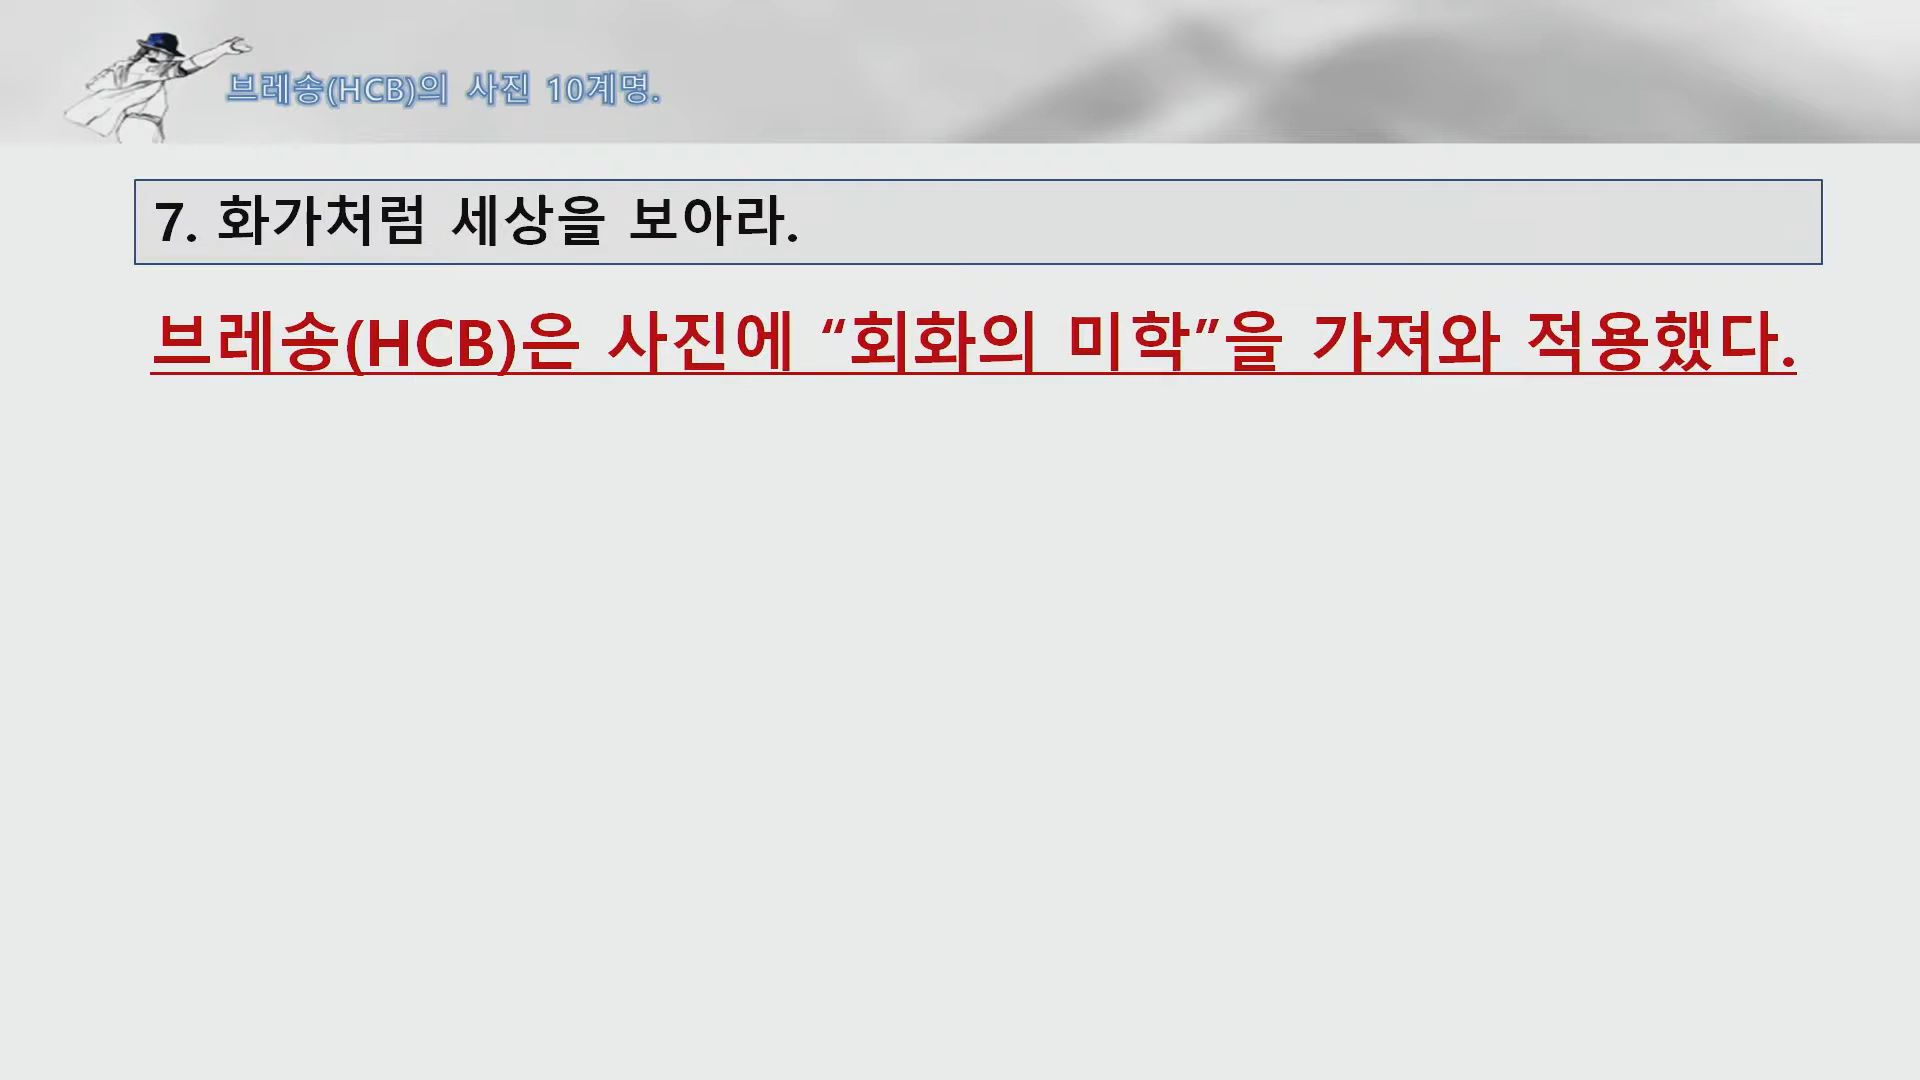 브레송(HCB)의 사진 10계명.
7. 화가처럼 세상을 보아라.
브레송(HCB)은 사진에 “회화의 미학”을 가져와 적용했다.